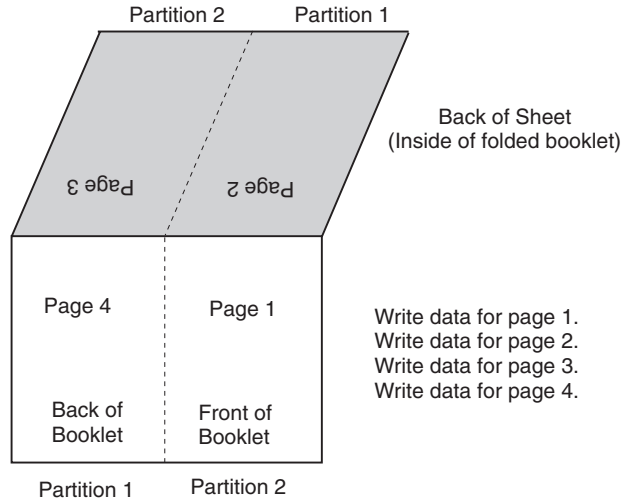 Partition 2
Partition 1
Back of Sheet
(Inside of folded booklet)
Page 3
Page 2
Page 4
Page 1
Write data for page 1.
Write data for page 2.
Write data for page 3.
Write data for page 4.
Back of
Booklet
Front of
Booklet
Partition 1
Partition 2